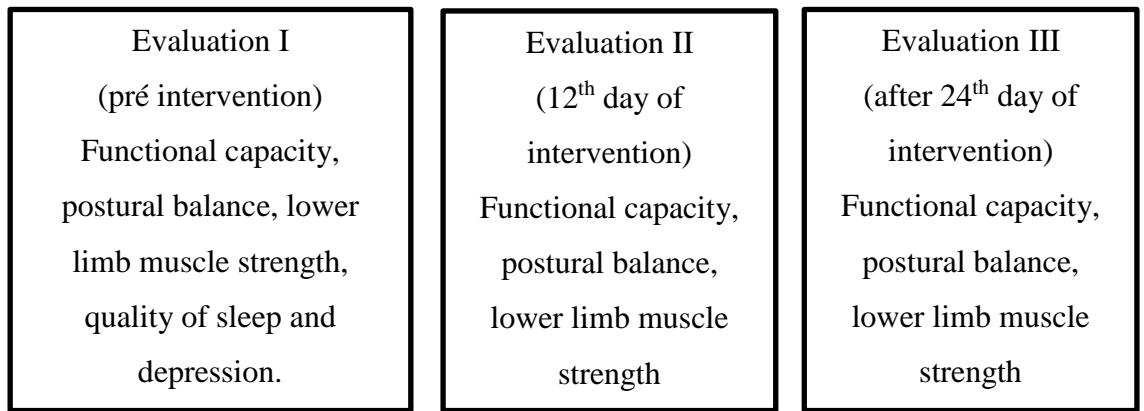 Evaluation I
(pré intervention)
Functional capacity,
postural balance, lower
limb muscle strength,
quality of sleep and
depression.
Evaluation II
(12th day of
intervention)
Functional capacity,
postural balance,
lower limb muscle
strength
Evaluation III
(after 24th day of
intervention)
Functional capacity,
postural balance,
lower limb muscle
strength